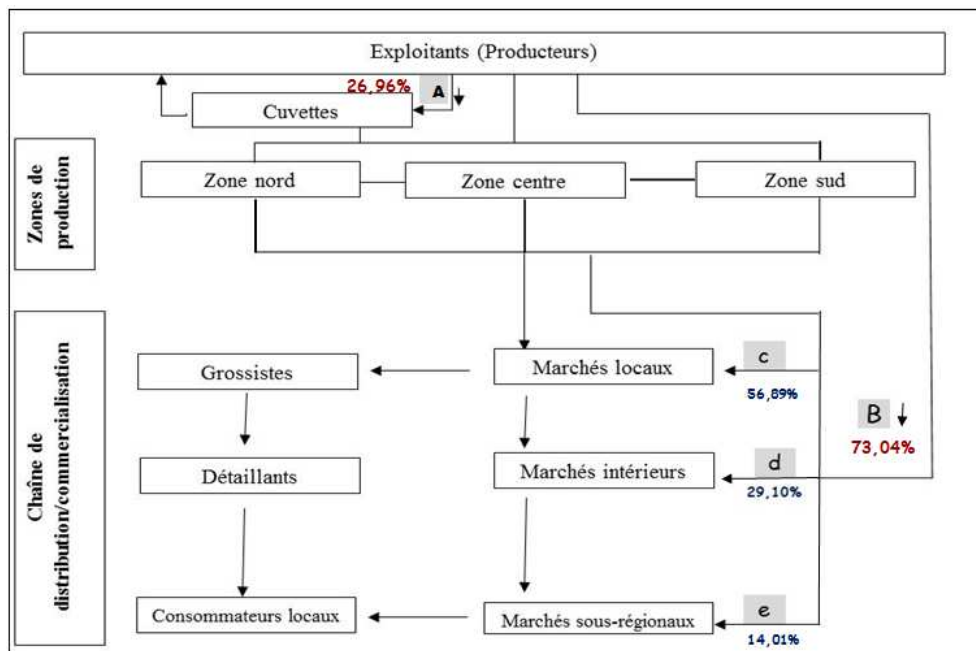 Exploitants (Producteurs)
26,96%
A
Cuvettes
Zones de
production
Zone nord
Zone centre
Zone sud
Chaîne de
distribution/commercialisation
Grossistes
Marchés locaux
c
56,89%
B
73,04%
Détaillants
Marchés intérieurs
d
29,10%
Consommateurs locaux
Marchés sous-régionaux
e
14,01%